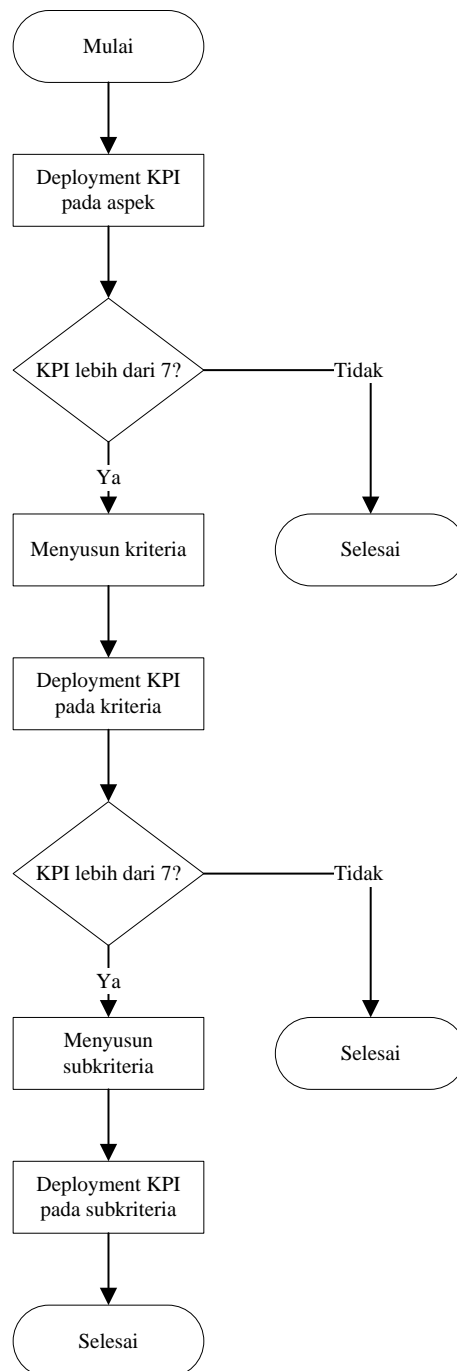 Mulai
Deployment KPI
pada aspek
KPI lebih dari 7?
Tidak
Ya
Menyusun kriteria
Selesai
Deployment KPI
pada kriteria
KPI lebih dari 7?
Tidak
Ya
Menyusun
subkriteria
Selesai
Deployment KPI
pada subkriteria
Selesai